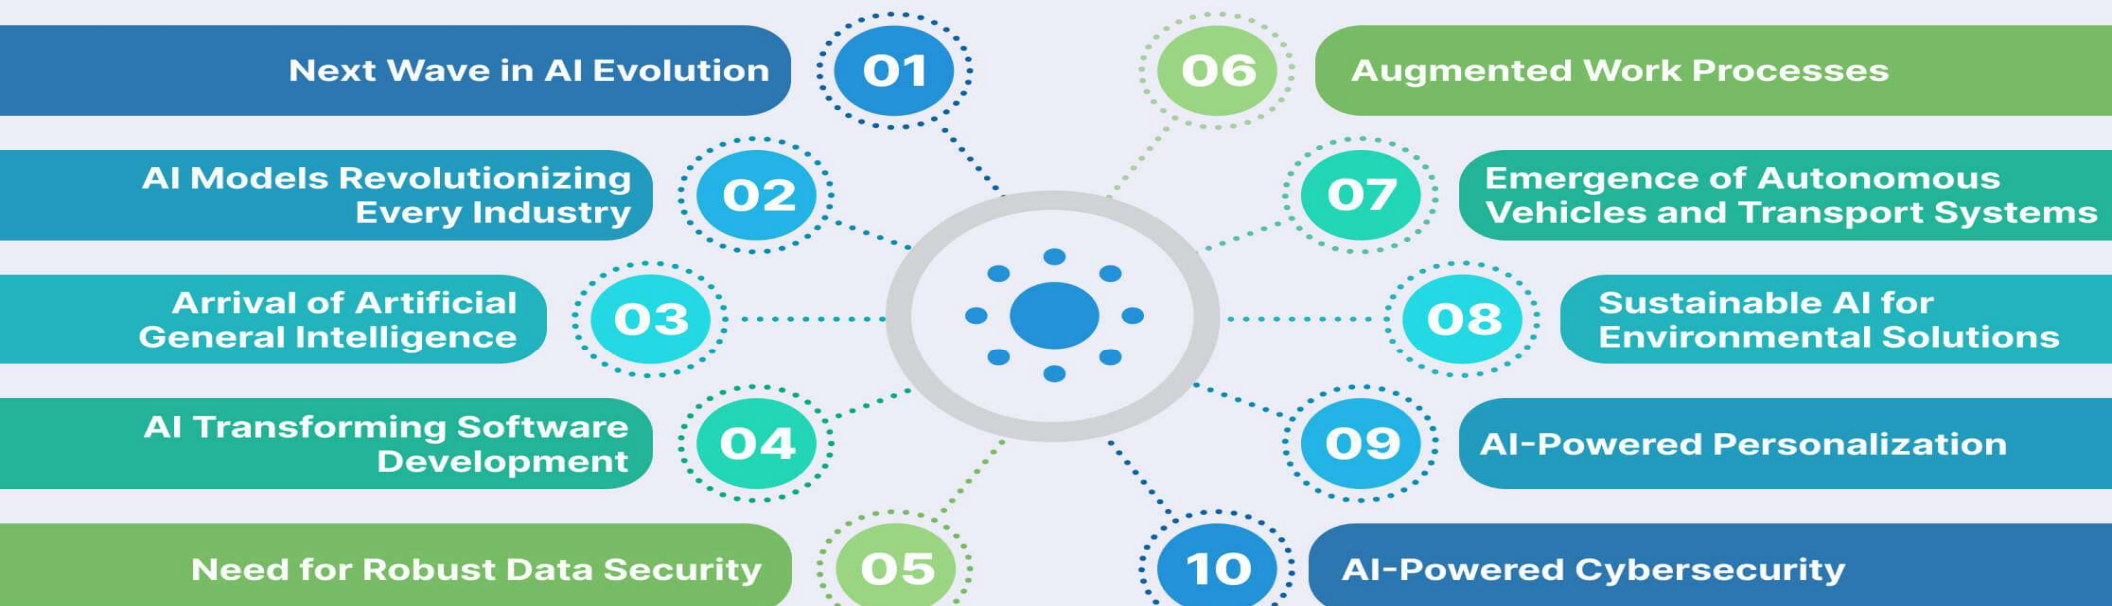 01
Next Wave in AI Evolution
02
AI Models Revolutionizing
Every Industry
03
Arrival of Artificial
General Intelligence
04
AI Transforming Software
Development
05
Need for Robust Data Security
06
Augmented Work Processes
07
Emergence of Autonomous
Vehicles and Transport Systems
08
Sustainable AI for
Environmental Solutions
09
AI-Powered Personalization
10
AI-Powered Cybersecurity